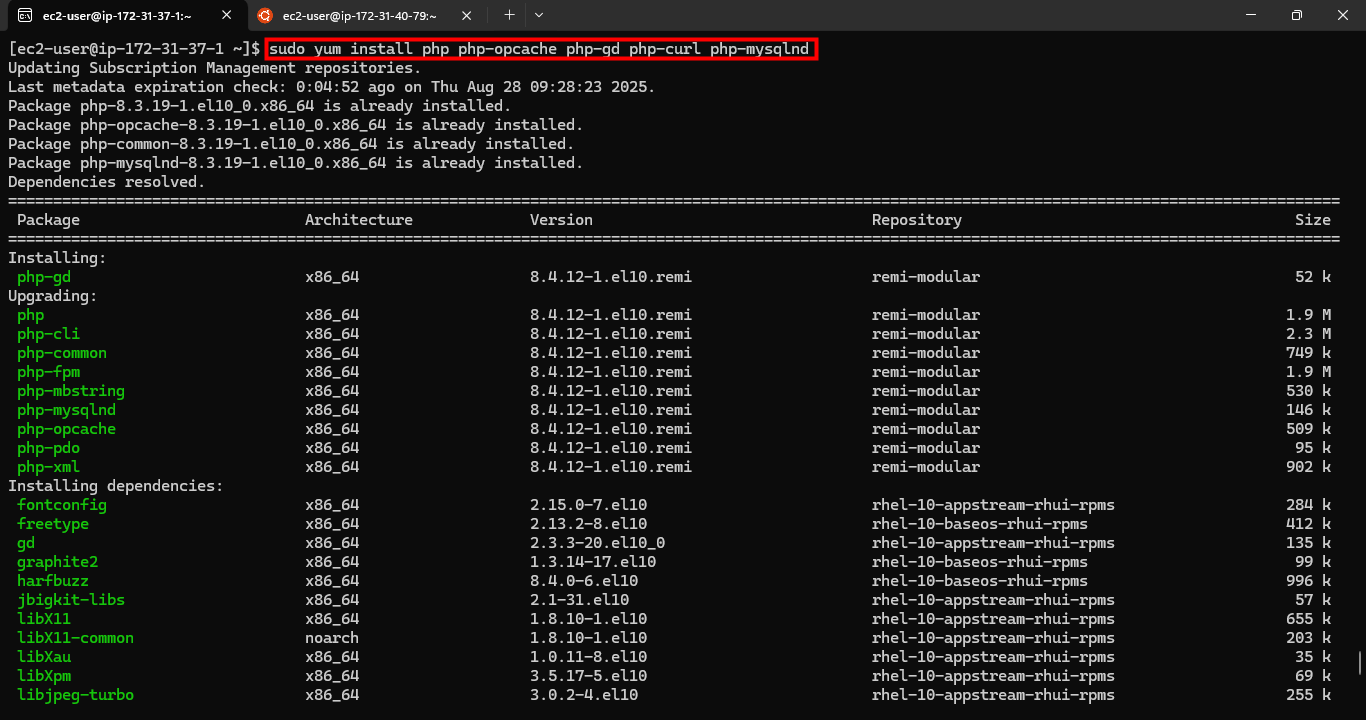 ec2-user@ip-172-31-37-1:~ ec2-user@ip-172-31-40-79:~
[ec2-user@ip-172-31-37-1 ~]$ sudo yum install php php-opcache php-gd php-curl php-mysqlnd
Updating Subscription Management repositories.
Last metadata expiration check: 0:04:52 ago on Thu Aug 28 09:28:23 2025.
Package php-8.3.19-1.el10_0.x86_64 is already installed.
Package php-opcache-8.3.19-1.el10_0.x86_64 is already installed.
Package php-common-8.3.19-1.el10_0.x86_64 is already installed.
Package php-mysqlnd-8.3.19-1.el10_0.x86_64 is already installed.
Dependencies resolved.
Package Architecture Version Repository Size
Installing:
php-gd x86_64 8.4.12-1.el10.remi remi-modular 52 k
Upgrading:
php x86_64 8.4.12-1.el10.remi remi-modular 1.9 M
php-cli x86_64 8.4.12-1.el10.remi remi-modular 2.3 M
php-common x86_64 8.4.12-1.el10.remi remi-modular 749 k
php-fpm x86_64 8.4.12-1.el10.remi remi-modular 1.9 M
php-mbstring x86_64 8.4.12-1.el10.remi remi-modular 530 k
php-mysqlnd x86_64 8.4.12-1.el10.remi remi-modular 146 k
php-opcache x86_64 8.4.12-1.el10.remi remi-modular 509 k
php-pdo x86_64 8.4.12-1.el10.remi remi-modular 95 k
php-xml x86_64 8.4.12-1.el10.remi remi-modular 902 k
Installing dependencies:
fontconfig x86_64 2.15.0-7.el10 rhel-10-appstream-rhui-rpms 284 k
freetype x86_64 2.13.2-8.el10 rhel-10-baseos-rhui-rpms 412 k
gd x86_64 2.3.3-20.el10_0 rhel-10-appstream-rhui-rpms 135 k
graphite2 x86_64 1.3.14-17.el10 rhel-10-baseos-rhui-rpms 99 k
harfbuzz x86_64 8.4.0-6.el10 rhel-10-baseos-rhui-rpms 996 k
jbigkit-libs x86_64 2.1-31.el10 rhel-10-appstream-rhui-rpms 57 k
libX11 x86_64 1.8.10-1.el10 rhel-10-appstream-rhui-rpms 655 k
libX11-common noarch 1.8.10-1.el10 rhel-10-appstream-rhui-rpms 203 k
libXau x86_64 1.0.11-8.el10 rhel-10-appstream-rhui-rpms 35 k
libXpm x86_64 3.5.17-5.el10 rhel-10-appstream-rhui-rpms 69 k
libjpeg-turbo x86_64 3.0.2-4.el10 rhel-10-appstream-rhui-rpms 255 k